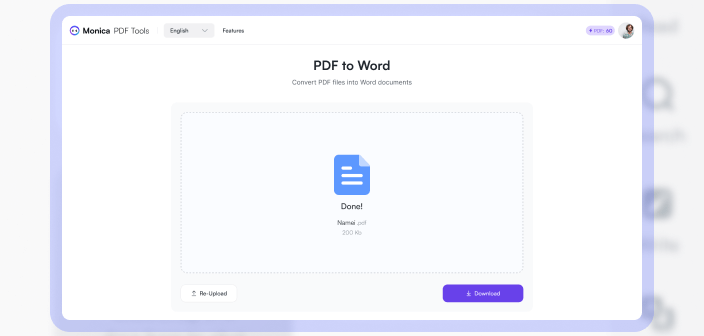 Monica PDF Tools
English
Features
PDF: 60
PDF to Word
Convert PDF files into Word documents
Done!
Name .pdf
200 Kb
Re-Upload
Download